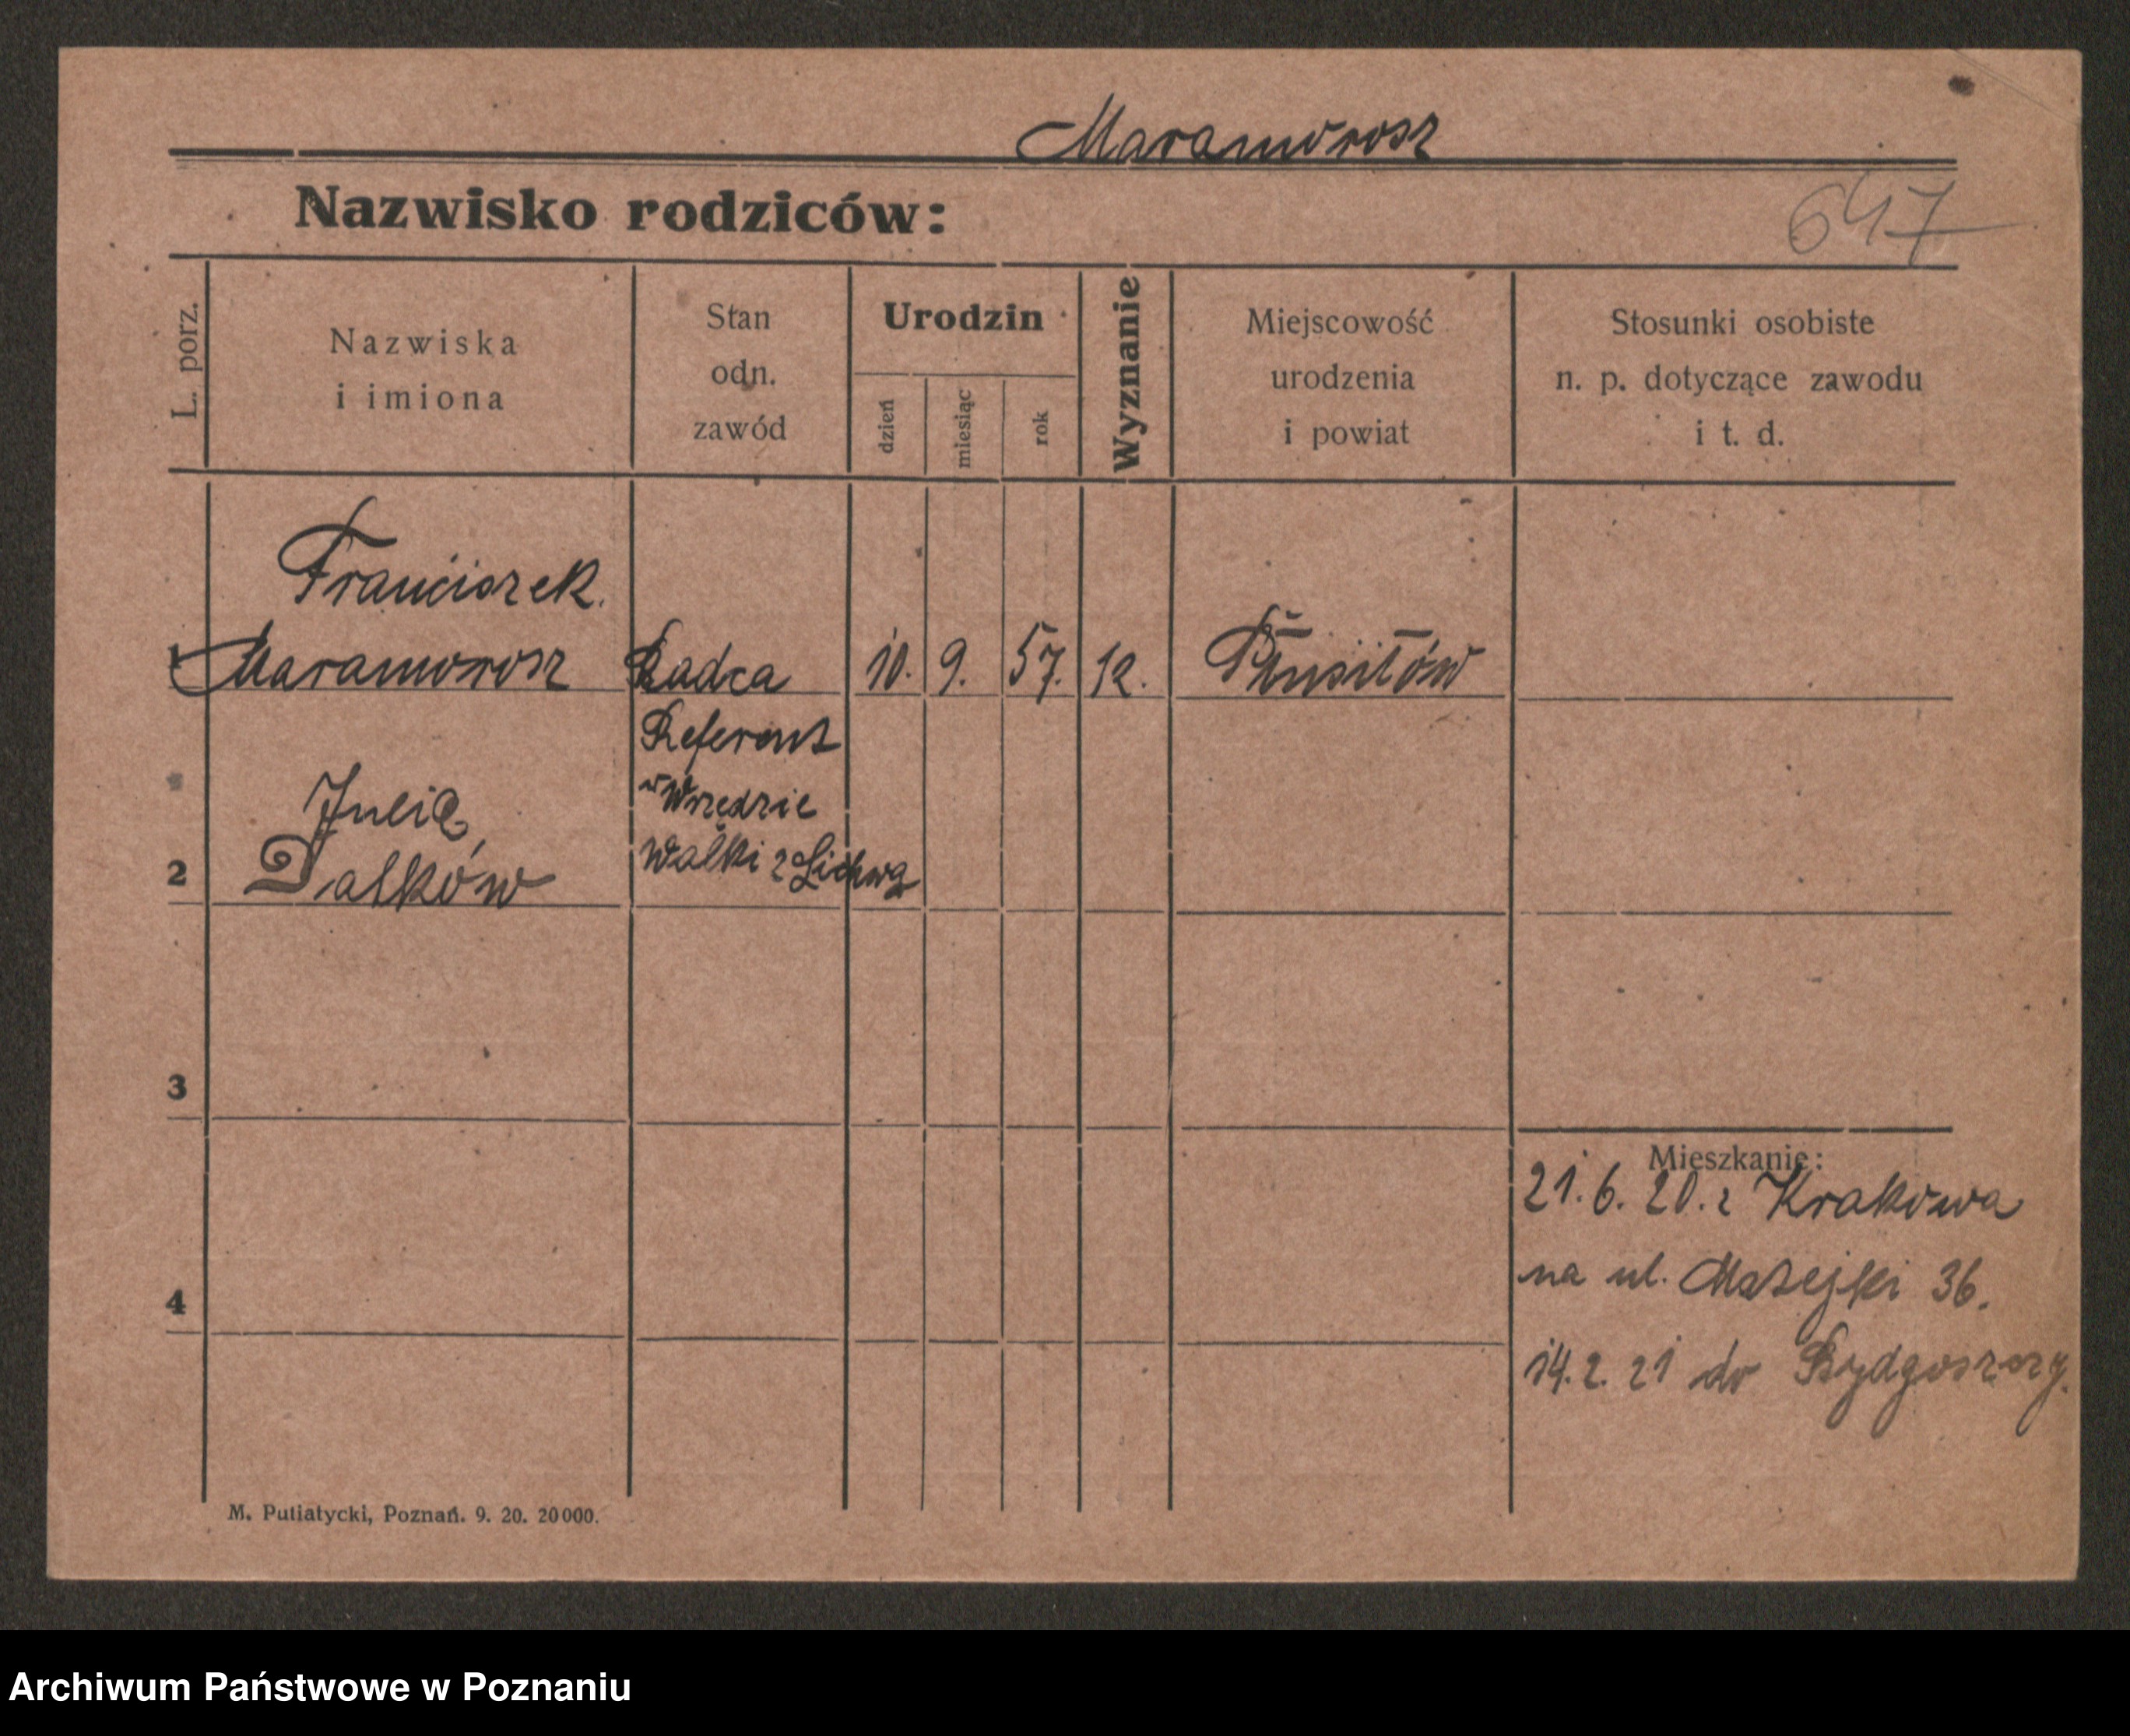 Maramorosz
Nazwisko rodziców:
647
L. porz.
Nazwiska
i imiona
Stan
odn.
zawód
Urodzin
dzień
miesiąc
rok
Wyznanie
Miejscowość
urodzenia
i powiat
Stosunki osobiste
n. p. dotyczące zawodu
i t. d.
Franciszek
1 Maramorosz Radca 10. 9. 57. K.
Referent
w Urzędzie
Walki z Lichwą
Julia
2 Dalków
3
4
Mieszkanie:
21. 6. 20. z Krakowa
na ul. Matejki 36.
14. 2. 21 do Bydgoszczy.
M. Putiatycki, Poznań. 9. 20. 20000.
Archiwum Państwowe w Poznaniu